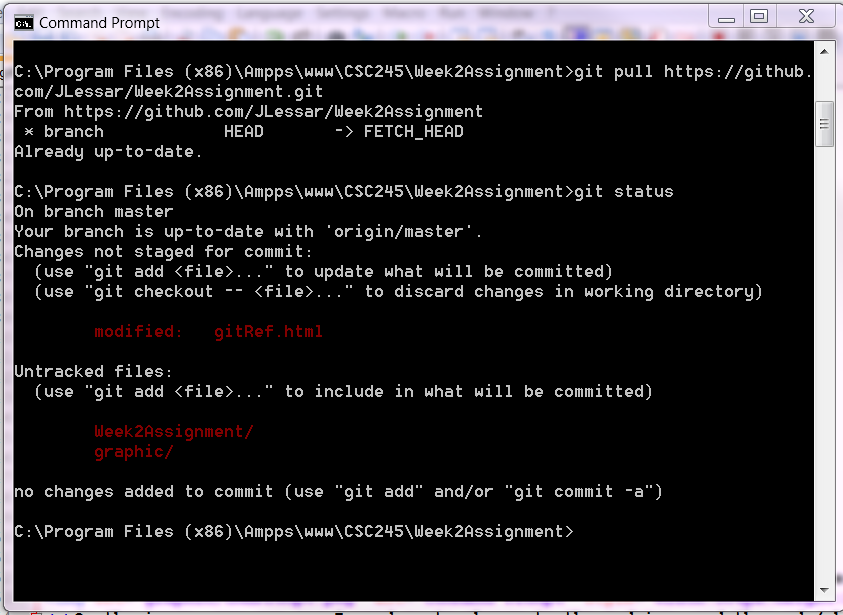 Command Prompt
C:\Program Files (x86)\Ampps\www\CSC245\Week2Assignment>git pull https://github.
com/JLessar/Week2Assignment.git
From https://github.com/JLessar/Week2Assignment
 * branch            HEAD       -> FETCH_HEAD
Already up-to-date.
C:\Program Files (x86)\Ampps\www\CSC245\Week2Assignment>git status
On branch master
Your branch is up-to-date with 'origin/master'.
Changes not staged for commit:
  (use "git add <file>..." to update what will be committed)
  (use "git checkout -- <file>..." to discard changes in working directory)
        modified:   gitRef.html
Untracked files:
  (use "git add <file>..." to include in what will be committed)
        Week2Assignment/
        graphic/
no changes added to commit (use "git add" and/or "git commit -a")
C:\Program Files (x86)\Ampps\www\CSC245\Week2Assignment>